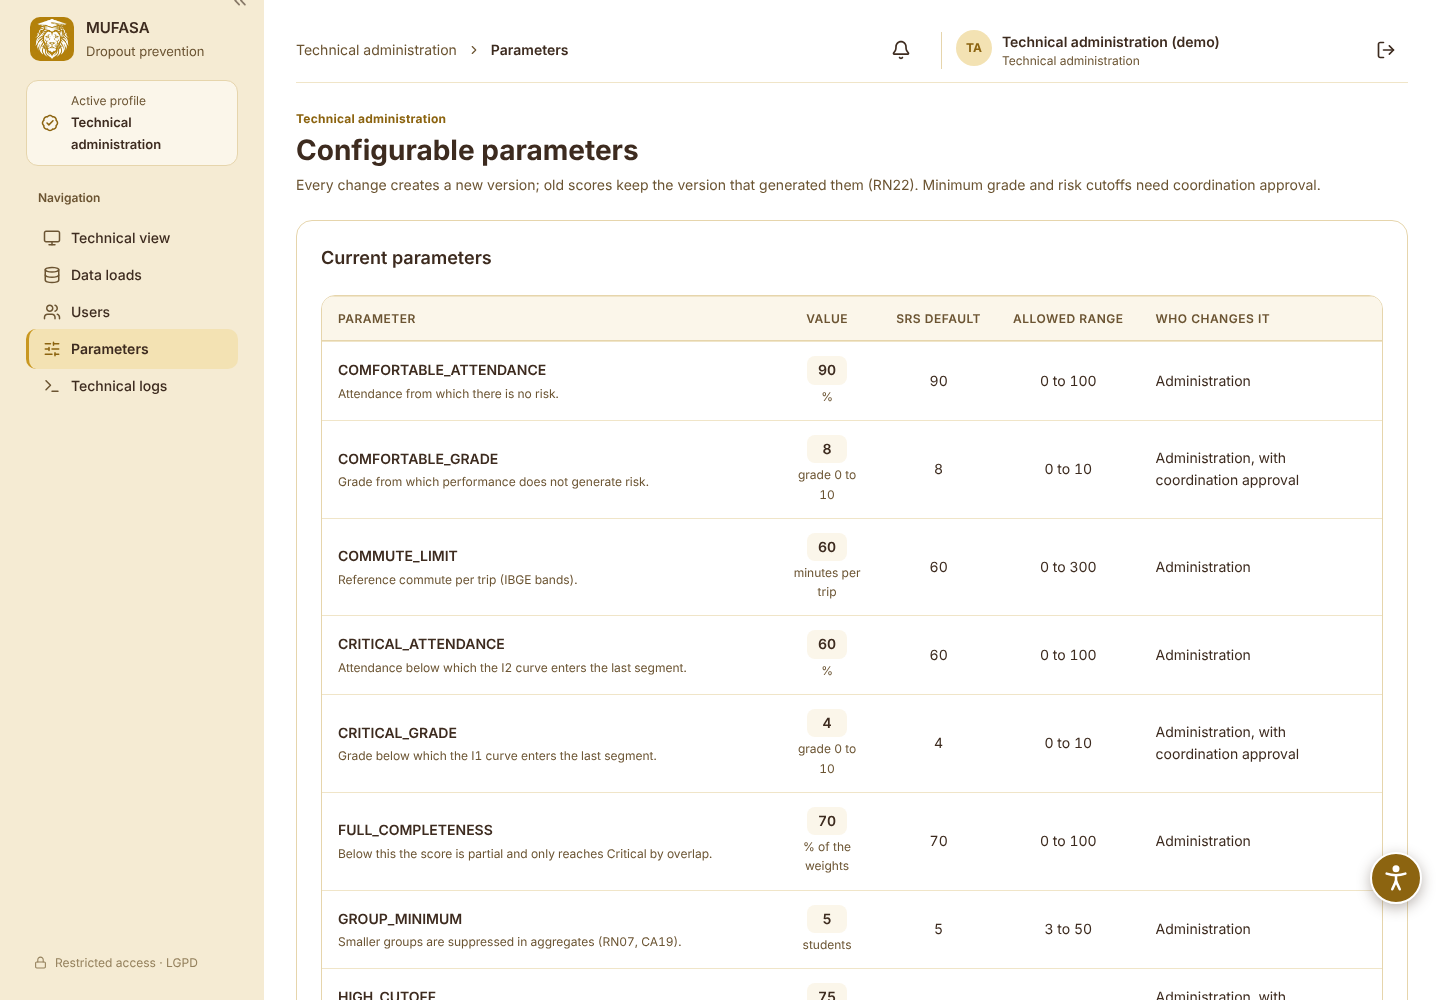 MUFASA
Dropout prevention
Active profile
Technical
administration
Navigation
Technical view
Data loads
Users
Parameters
Technical logs
Restricted access · LGPD
Technical administration > Parameters
TA
Technical administration (demo)
Technical administration
Technical administration
Configurable parameters
Every change creates a new version; old scores keep the version that generated them (RN22). Minimum grade and risk cutoffs need coordination approval.
Current parameters
PARAMETER VALUE SRS DEFAULT ALLOWED RANGE WHO CHANGES IT
COMFORTABLE_ATTENDANCE
Attendance from which there is no risk.
90
%
90
0 to 100
Administration
COMFORTABLE_GRADE
Grade from which performance does not generate risk.
8
grade 0 to
10
8
0 to 10
Administration, with
coordination approval
COMMUTE_LIMIT
Reference commute per trip (IBGE bands).
60
minutes per
trip
60
0 to 300
Administration
CRITICAL_ATTENDANCE
Attendance below which the I2 curve enters the last segment.
60
%
60
0 to 100
Administration
CRITICAL_GRADE
Grade below which the I1 curve enters the last segment.
4
grade 0 to
10
4
0 to 10
Administration, with
coordination approval
FULL_COMPLETENESS
Below this the score is partial and only reaches Critical by overlap.
70
% of the
weights
70
0 to 100
Administration
GROUP_MINIMUM
Smaller groups are suppressed in aggregates (RN07, CA19).
5
students
5
3 to 50
Administration
HIGH_CUTOFF
75
Administration, with